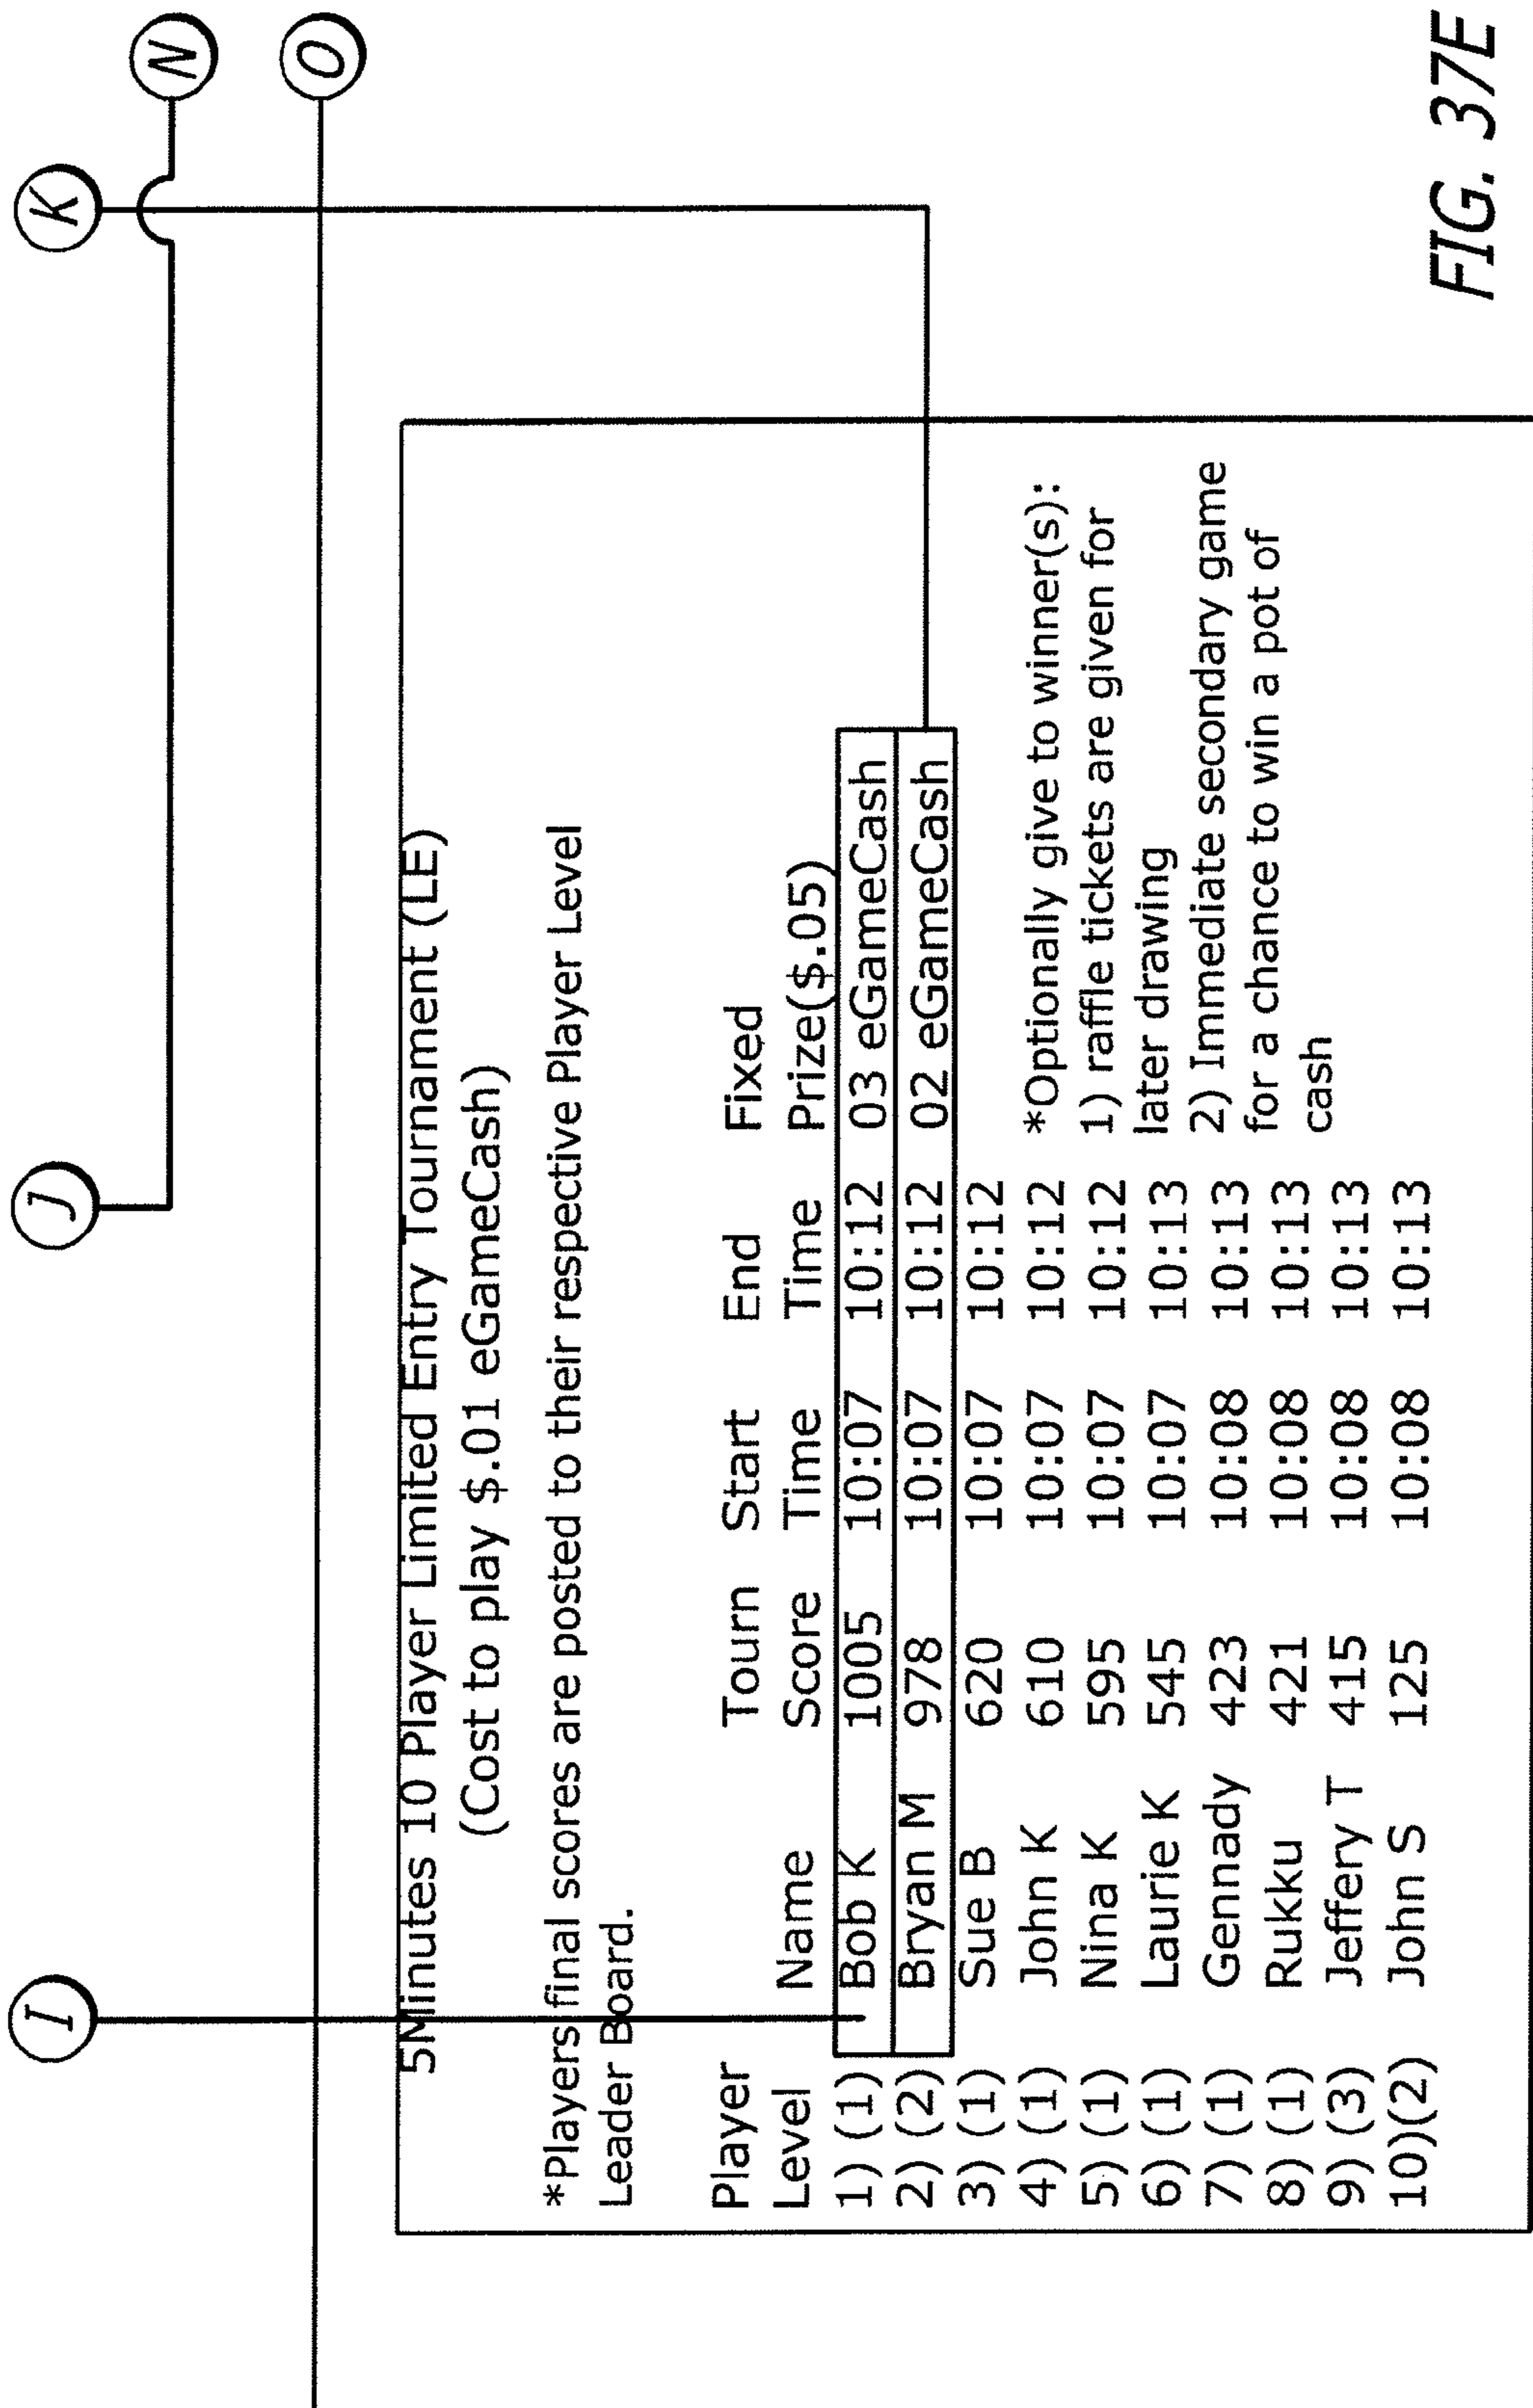 I
J
K
N
O
5Minutes 10 Player Limited Entry Tournament (LE)
(Cost to play $.01 eGameCash)
*Players final scores are posted to their respective Player Level
Leader Board.
Player Tourn Start End Fixed
Level Name Score Time Time Prize($.05)
1) (1) Bob K 1005 10:07 10:12 03 eGameCash
2) (2) Bryan M 978 10:07 10:12 02 eGameCash
3) (1) Sue B 620 10:07 10:12
4) (1) John K 610 10:07 10:12
5) (1) Nina K 595 10:07 10:12
6) (1) Laurie K 545 10:07 10:13
7) (1) Gennady 423 10:08 10:13
8) (1) Rukku 421 10:08 10:13
9) (3) Jeffery T 415 10:08 10:13
10)(2) John S 125 10:08 10:13
*Optionally give to winner(s):
1) raffle tickets are given for
later drawing
2) Immediate secondary game
for a chance to win a pot of
cash
FIG. 37E